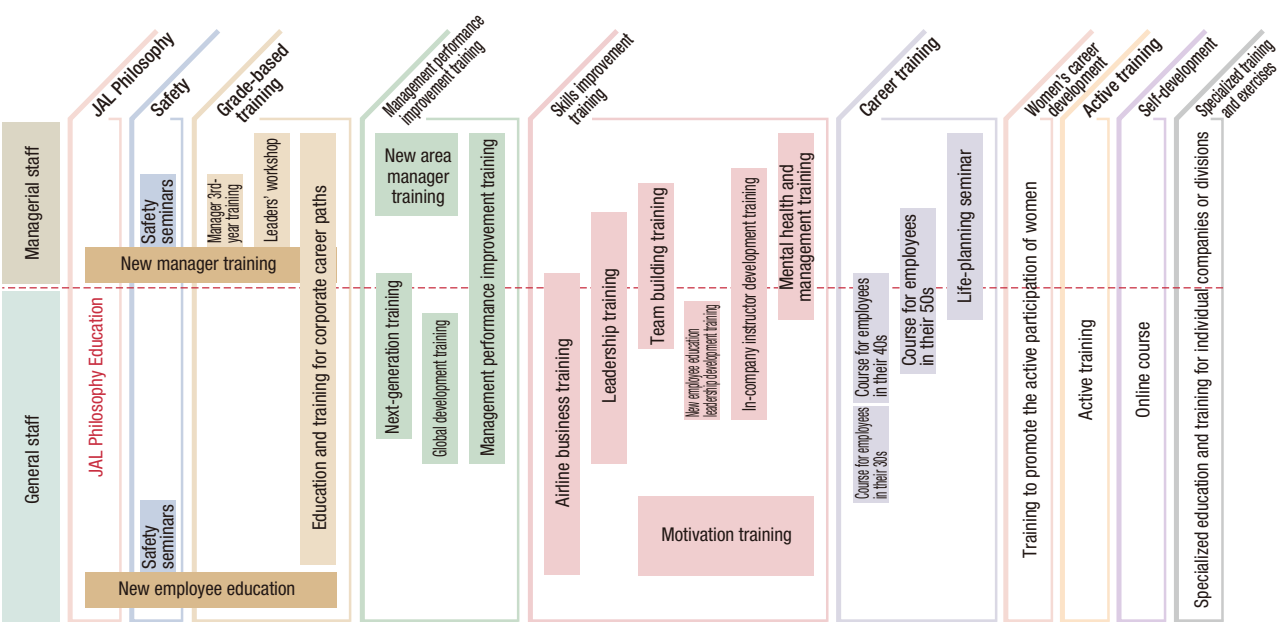 JAL Philosophy
Safety
Grade-based
training
Management performance
improvement training
Skills improvement
training
Career training
Women's career
development
Active training
Self-development
Specialized training
and exercises
Managerial staff
General staff
JAL Philosophy Education
Safety
seminars
New manager training
Safety
seminars
New employee education
Manager 3rd-
year training
Leaders' workshop
Education and training for corporate career paths
New area
manager
training
Next-generation training
Global development training
Management performance improvement training
Airline business training
Leadership training
Team building training
New employee education
leadership development training
In-company instructor development training
Mental health and
management training
Motivation training
Course for employees
in their 40s
Course for employees
in their 30s
Course for employees
in their 50s
Life-planning seminar
Training to promote the active participation of women
Active training
Online course
Specialized education and training for individual companies or divisions